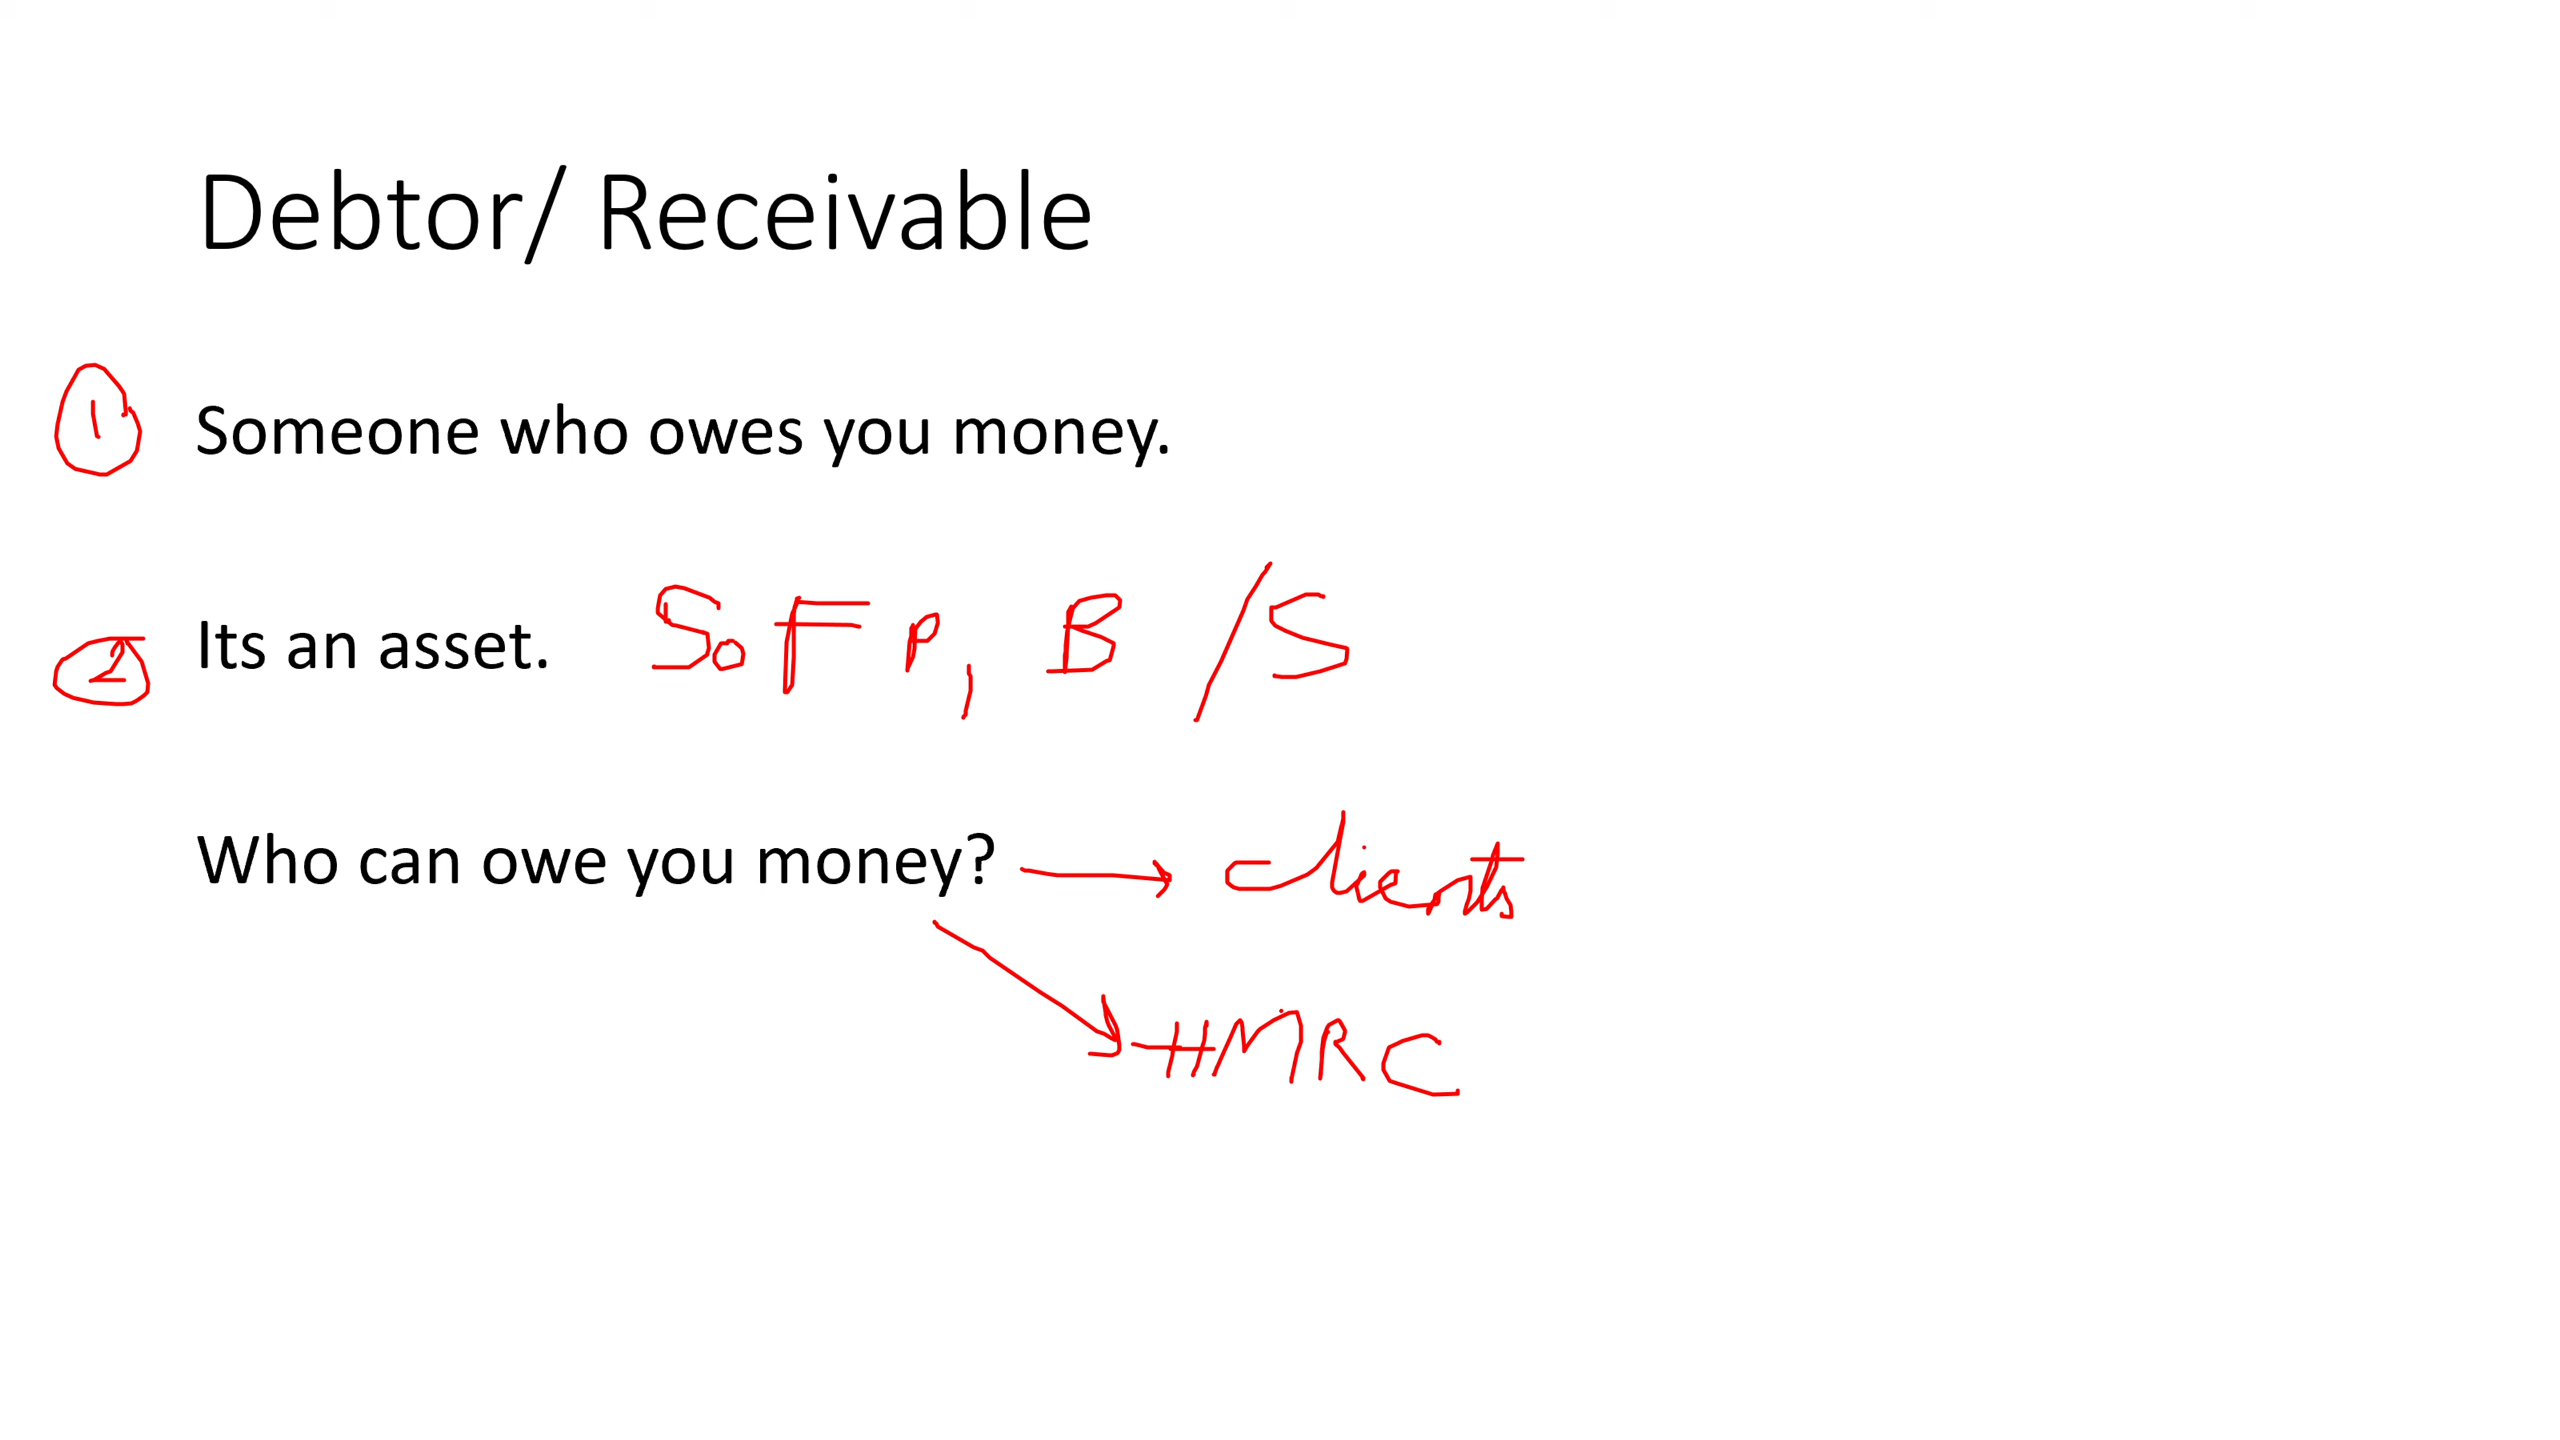 Debtor/ Receivable
1 Someone who owes you money.
2 Its an asset. SoFP, B/S
Who can owe you money? → clients
HMRC